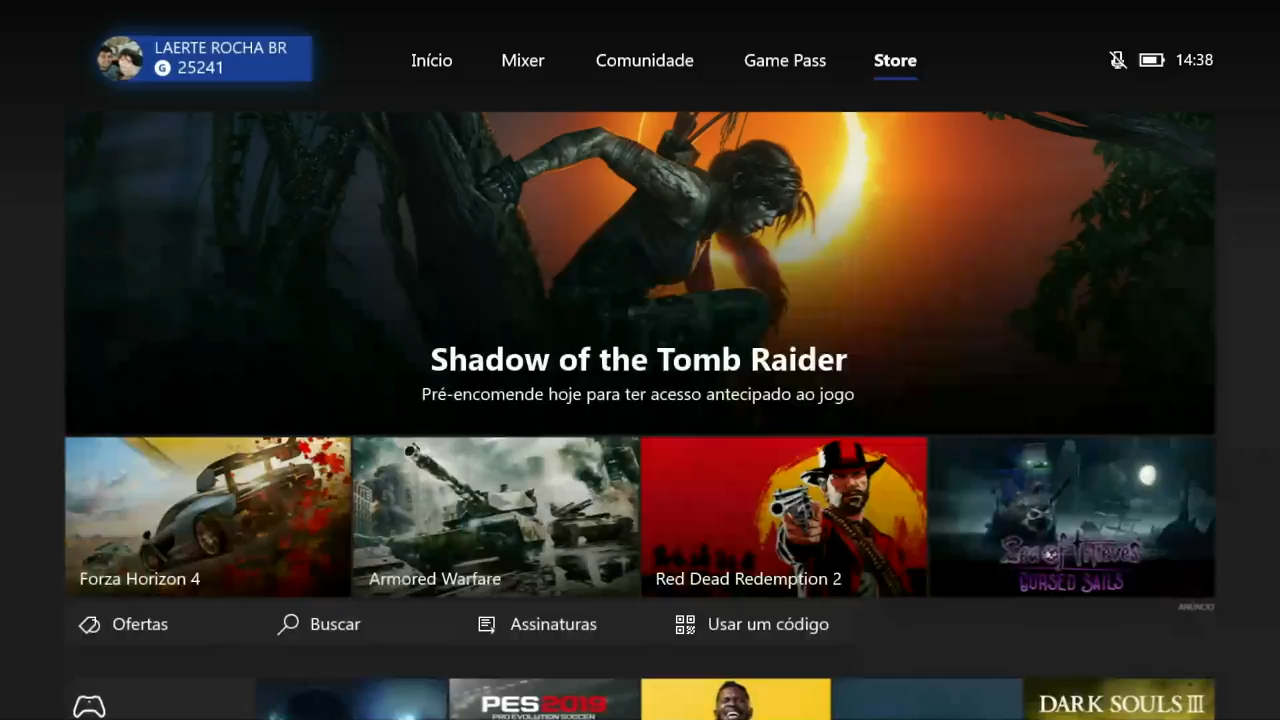 LAERTE ROCHA BR
G 25241
Início
Mixer
Comunidade
Game Pass
Store
14:38
Shadow of the Tomb Raider
Pré-encomende hoje para ter acesso antecipado ao jogo
Forza Horizon 4
Armored Warfare
Red Dead Redemption 2
Sea of Thieves
CURSED SAILS
ANÚNCIO
Ofertas
Buscar
Assinaturas
Usar um código
PES 2019
PRO EVOLUTION SOCCER
DARK SOULS III